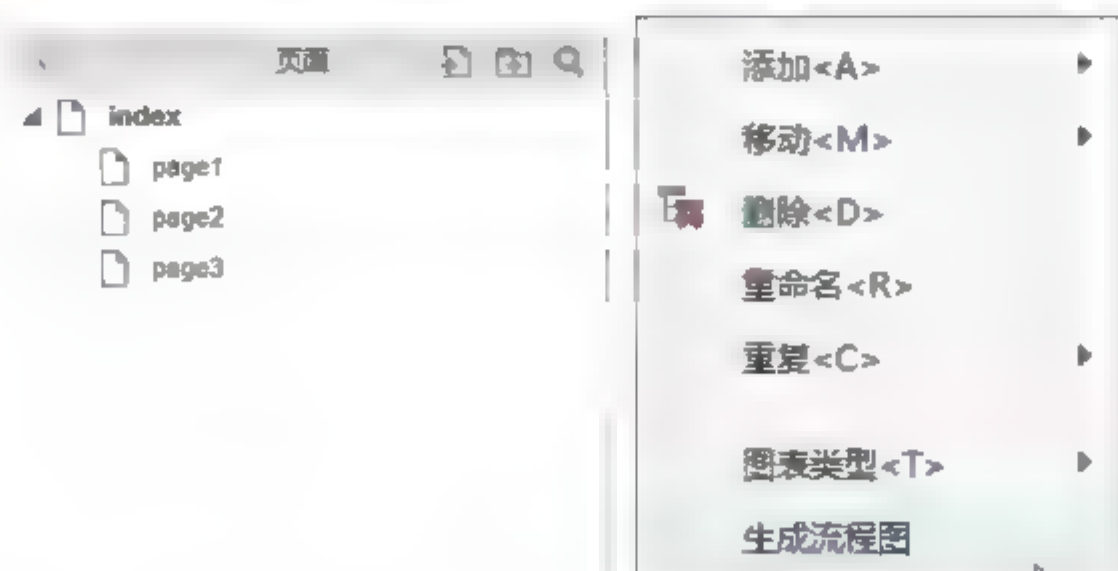 页面
index
page1
page2
page3
添加<A>
移动<M>
删除<D>
重命名<R>
重复<C>
图表类型<T>
生成流程图